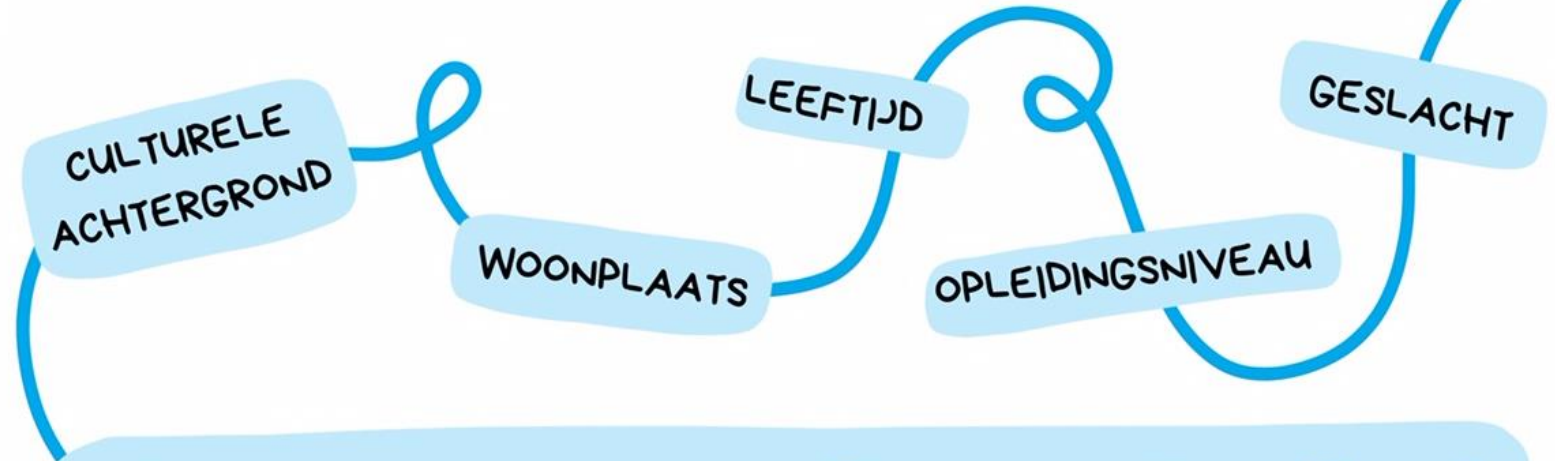 CULTURELE
ACHTERGROND
WOONPLAATS
LEEFTIJD
OPLEIDINGSNIVEAU
GESLACHT